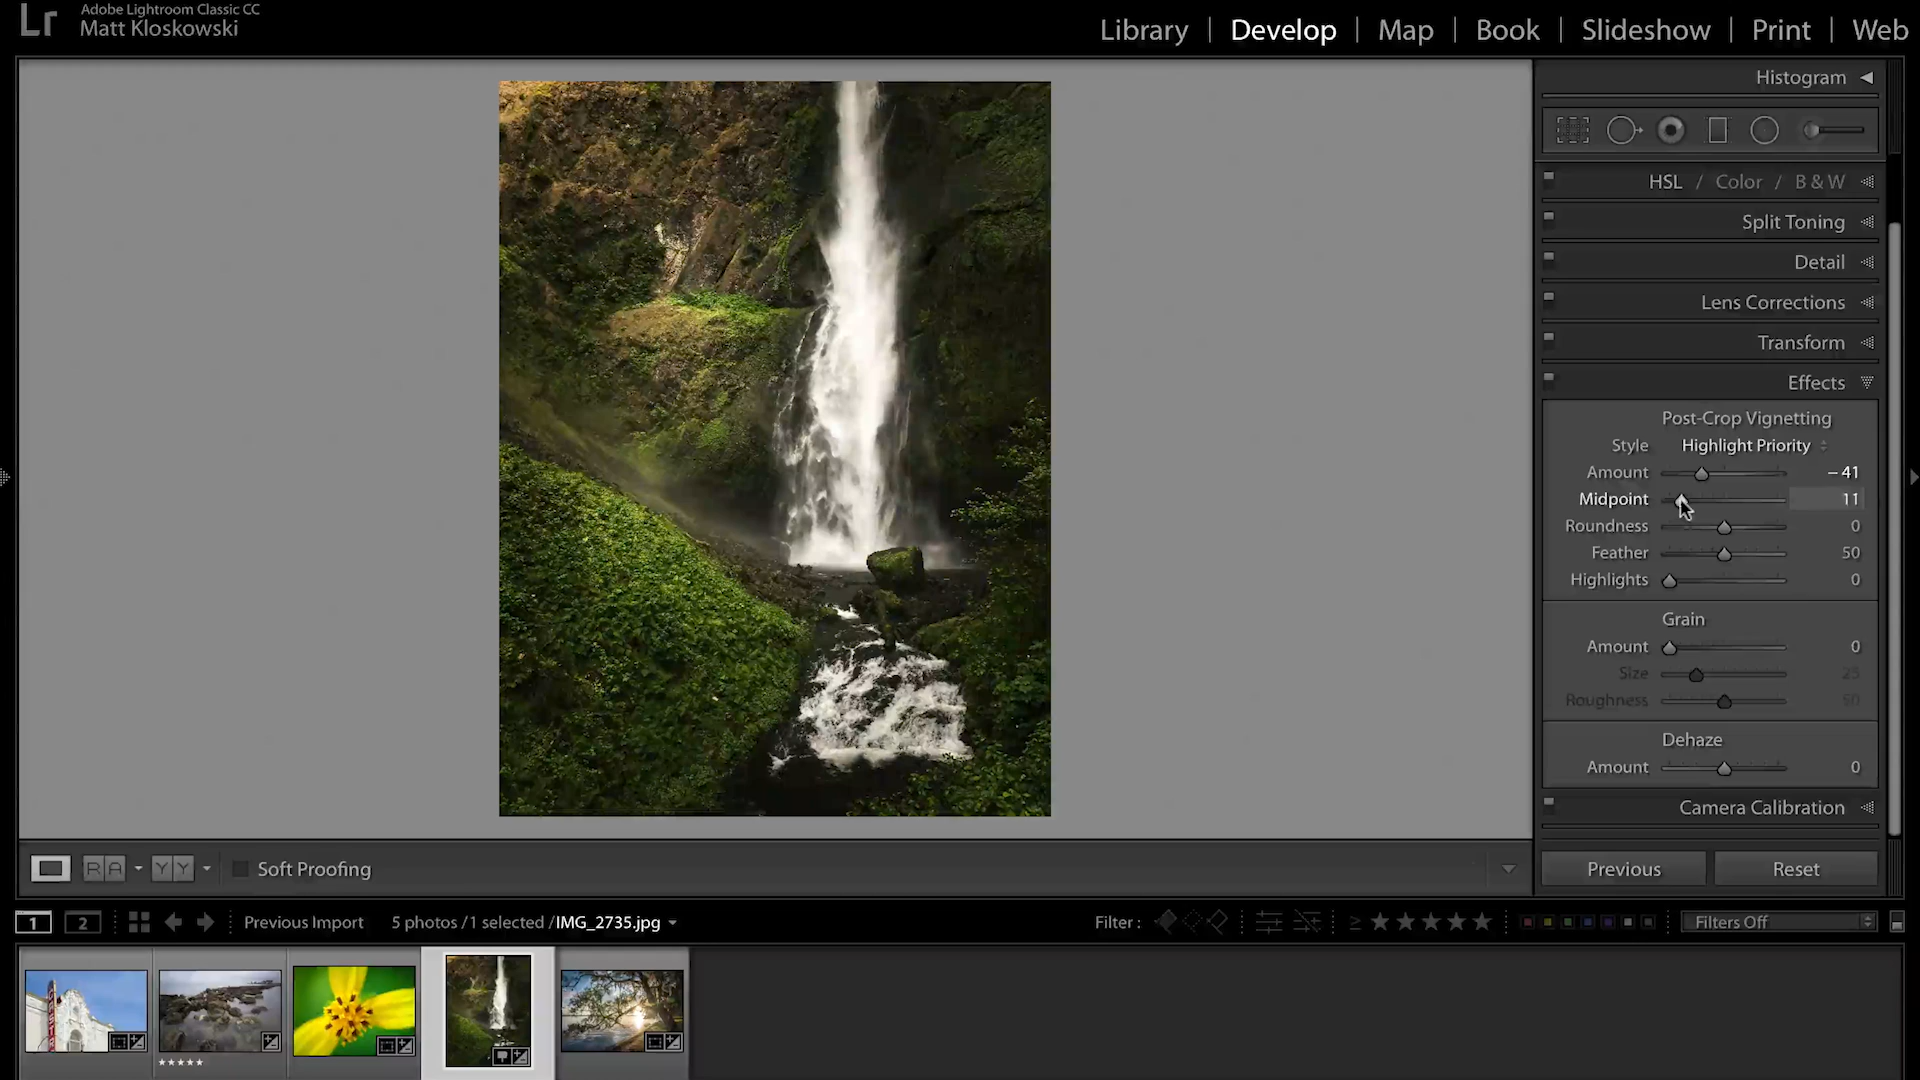 Lr
Adobe Lightroom Classic CC
Matt Kloskowski
Library | Develop | Map | Book | Slideshow | Print | Web
Histogram
HSL / Color / B & W
Split Toning
Detail
Lens Corrections
Transform
Effects
Post-Crop Vignetting
Style Highlight Priority
Amount – 41
Midpoint 11
Roundness 0
Feather 50
Highlights 0
Grain
Amount 0
Size 25
Roughness 50
Dehaze
Amount 0
Camera Calibration
Previous Reset
R A Y Y Soft Proofing
1 2 Previous Import 5 photos /1 selected /IMG_2735.jpg Filter : ≥ ★ ★ ★ ★ ★ Filters Off
★★★★★